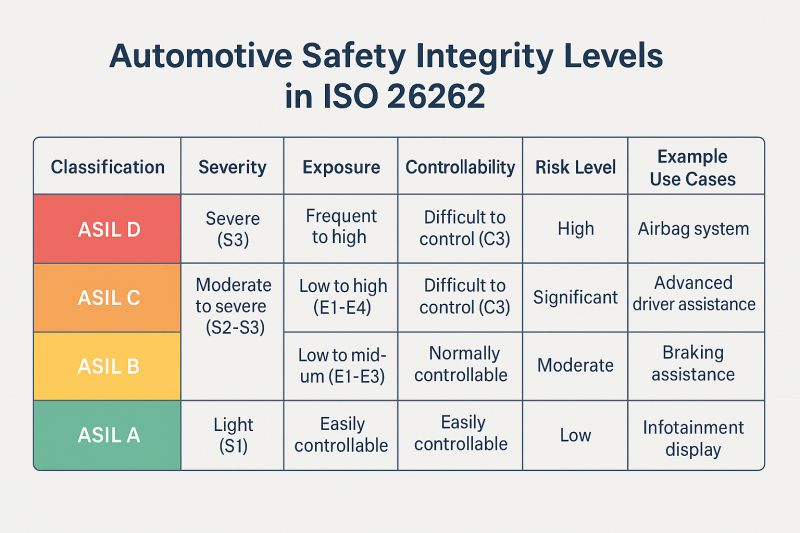 Automotive Safety Integrity Levels
in ISO 26262
Classification
Severity
Exposure
Controllability
Risk Level
Example
Use Cases
ASIL D
Severe
(S3)
Frequent
to high
Difficult to
control (C3)
High
Airbag system
ASIL C
Moderate
to severe
(S2-S3)
Low to high
(E1-E4)
Difficult to
control (C3)
Significant
Advanced
driver assistance
ASIL B
Low to mid-
um (E1-E3)
Normally
controllable
Moderate
Braking
assistance
ASIL A
Light
(S1)
Easily
controllable
Easily
controllable
Low
Infotainment
display